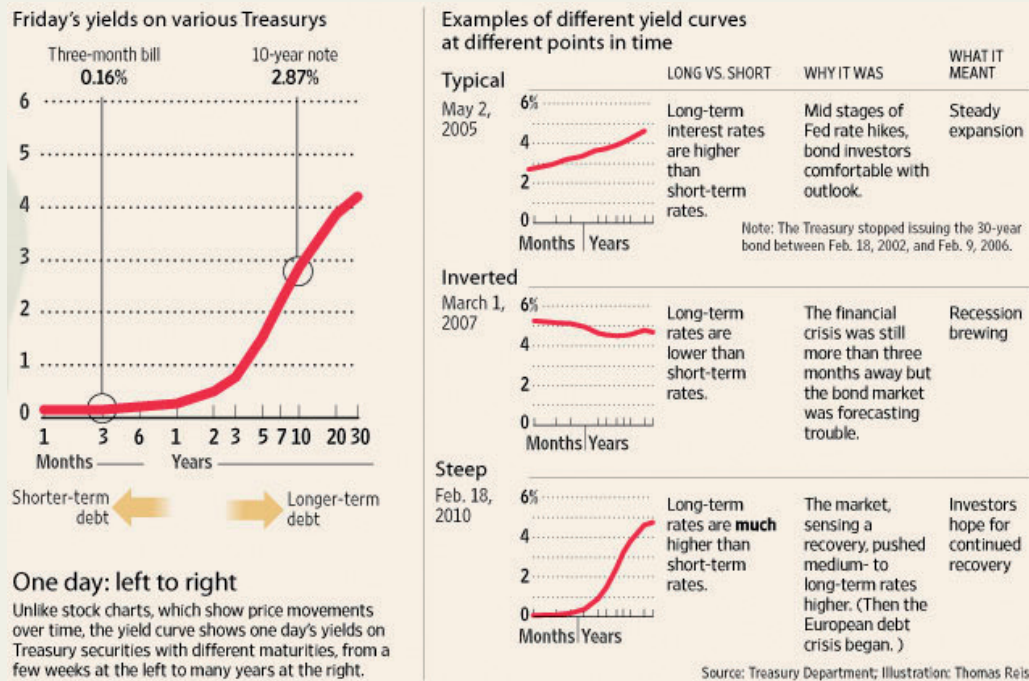 Friday's yields on various Treasurys
Three-month bill
0.16%
10-year note
2.87%
6
5
4
3
2
1
0
1 3 6 1 2 3 5 7 10 20 30
Months Years
Shorter-term
debt
Longer-term
debt
One day: left to right
Unlike stock charts, which show price movements
over time, the yield curve shows one day's yields on
Treasury securities with different maturities, from a
few weeks at the left to many years at the right.
Examples of different yield curves
at different points in time
LONG VS. SHORT
WHY IT WAS
WHAT IT
MEANT
Typical
May 2,
2005
6%
4
2
0
Months Years
Long-term
interest rates
are higher
than
short-term
rates.
Mid stages of
Fed rate hikes,
bond investors
comfortable with
outlook.
Steady
expansion
Note: The Treasury stopped issuing the 30-year
bond between Feb. 18, 2002, and Feb. 9, 2006.
Inverted
March 1,
2007
6%
4
2
0
Months Years
Long-term
rates are
lower than
short-term
rates.
The financial
crisis was still
more than three
months away but
the bond market
was forecasting
trouble.
Recession
brewing
Steep
Feb. 18,
2010
6%
4
2
0
Months Years
Long-term
rates are much
higher than
short-term
rates.
The market,
sensing a
recovery, pushed
medium- to
long-term rates
higher. (Then the
European debt
crisis began. )
Investors
hope for
continued
recovery
Source: Treasury Department; Illustration: Thomas Reis